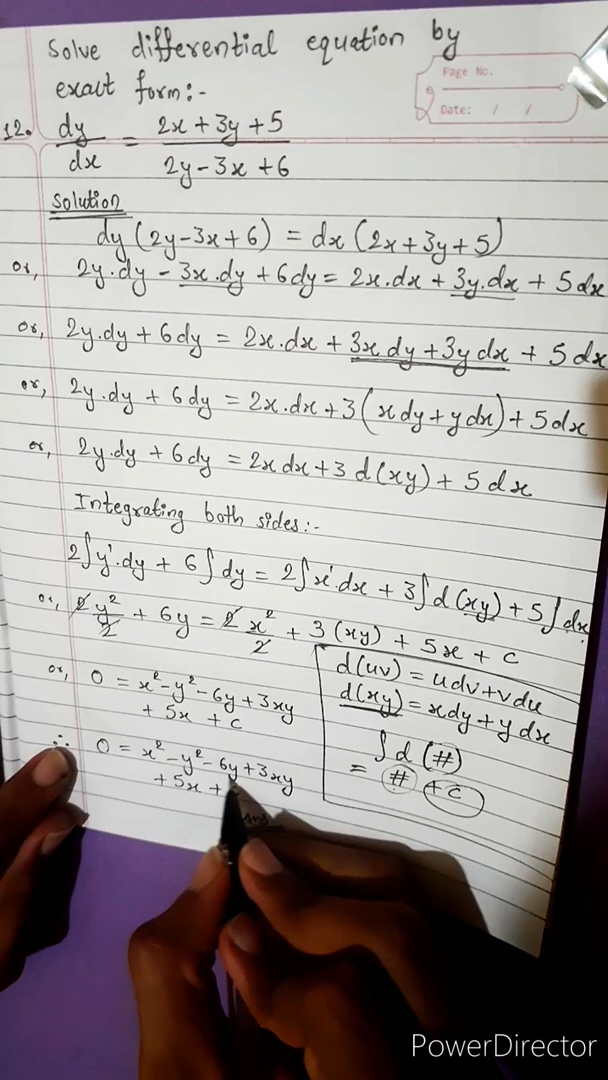 Solve differential equation by
exact form:-
Page No.
Date: / /
12. dy/dx = (2x + 3y + 5)/(2y - 3x + 6)
Solution
dy (2y - 3x + 6) = dx (2x + 3y + 5)
or, 2y.dy - 3x.dy + 6dy = 2x.dx + 3y.dx + 5dx
or, 2y.dy + 6dy = 2x.dx + 3x dy + 3y dx + 5dx
or, 2y.dy + 6dy = 2x.dx + 3(x dy + y dx) + 5dx
or, 2y.dy + 6dy = 2x dx + 3 d(xy) + 5 dx
Integrating both sides:-
2∫y¹.dy + 6∫dy = 2∫x¹.dx + 3∫d(xy) + 5∫dx
or, 2 y²/2 + 6y = 2 x²/2 + 3(xy) + 5x + c
or, 0 = x² - y² - 6y + 3xy
+ 5x + c
∴ 0 = x² - y² - 6y + 3xy
+ 5x +
Ans
d(uv) = udv + vdu
d(xy) = xdy + ydx
∫d(#)
= # + c
PowerDirector